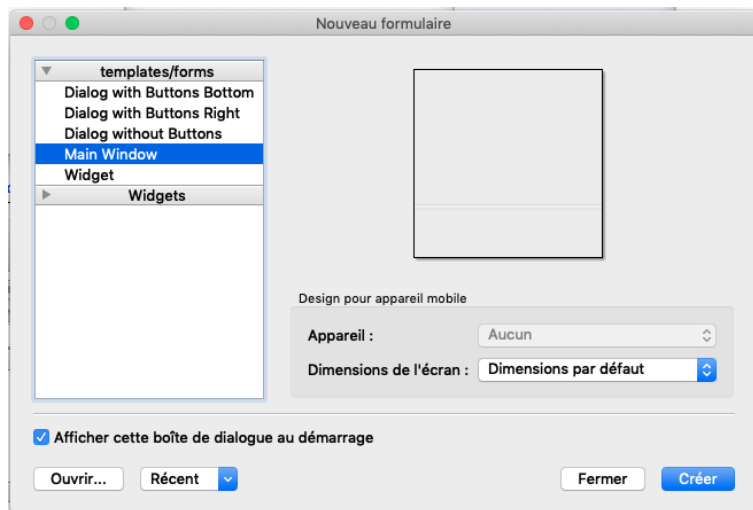 Nouveau formulaire
templates/forms
Dialog with Buttons Bottom
Dialog with Buttons Right
Dialog without Buttons
Main Window
Widget
Widgets
Design pour appareil mobile
Appareil : Aucun
Dimensions de l'écran : Dimensions par défaut
Afficher cette boîte de dialogue au démarrage
Ouvrir... Récent Fermer Créer